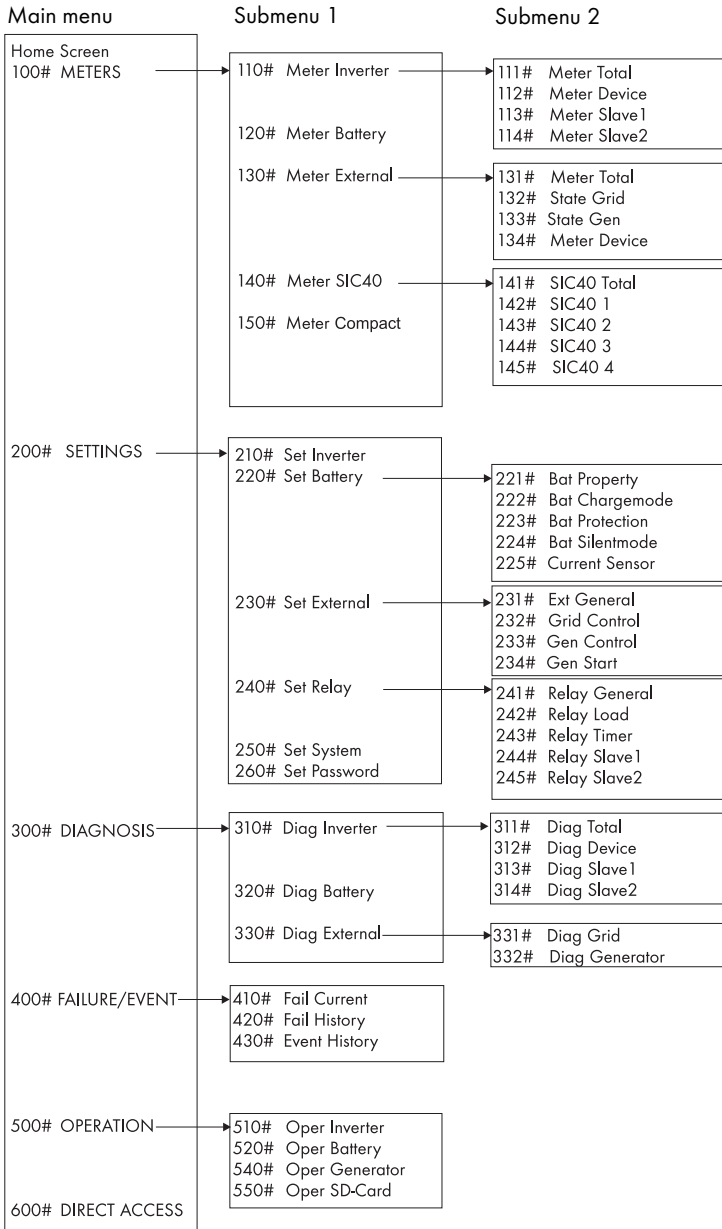 Main menu
Submenu 1
Submenu 2
Home Screen
100# METERS
110# Meter Inverter
111# Meter Total
112# Meter Device
113# Meter Slave1
114# Meter Slave2
120# Meter Battery
130# Meter External
131# Meter Total
132# State Grid
133# State Gen
134# Meter Device
140# Meter SIC40
141# SIC40 Total
142# SIC40 1
143# SIC40 2
144# SIC40 3
145# SIC40 4
150# Meter Compact
200# SETTINGS
210# Set Inverter
220# Set Battery
221# Bat Property
222# Bat Chargemode
223# Bat Protection
224# Bat Silentmode
225# Current Sensor
230# Set External
231# Ext General
232# Grid Control
233# Gen Control
234# Gen Start
240# Set Relay
241# Relay General
242# Relay Load
243# Relay Timer
244# Relay Slave1
245# Relay Slave2
250# Set System
260# Set Password
300# DIAGNOSIS
310# Diag Inverter
311# Diag Total
312# Diag Device
313# Diag Slave1
314# Diag Slave2
320# Diag Battery
330# Diag External
331# Diag Grid
332# Diag Generator
400# FAILURE/EVENT
410# Fail Current
420# Fail History
430# Event History
500# OPERATION
510# Oper Inverter
520# Oper Battery
540# Oper Generator
550# Oper SD-Card
600# DIRECT ACCESS